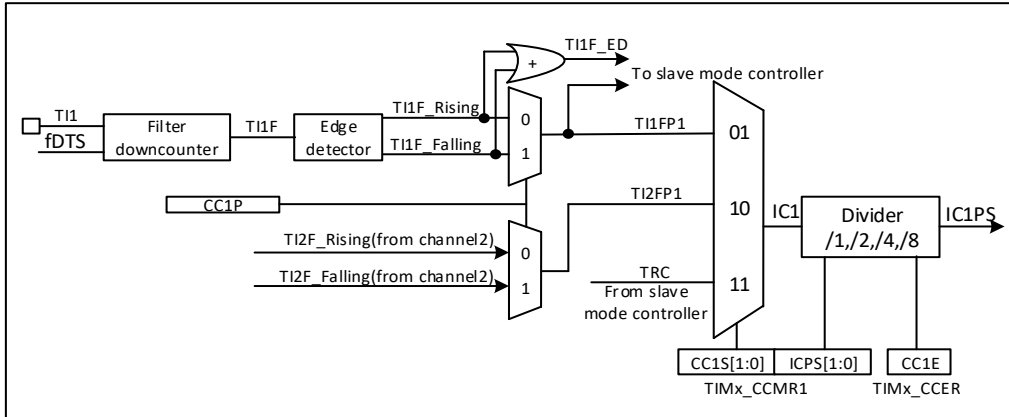 TI1F_ED
+
To slave mode controller
TI1
fDTS
Filter
downcounter
TI1F
Edge
detector
TI1F_Rising
TI1F_Falling
0
1
TI1FP1
01
CC1P
TI2F_Rising(from channel2)
TI2F_Falling(from channel2)
0
1
TI2FP1
10
TRC
From slave
mode controller
11
IC1
Divider
/1,/2,/4,/8
IC1PS
CC1S[1:0]
ICPS[1:0]
CC1E
TIMx_CCMR1
TIMx_CCER